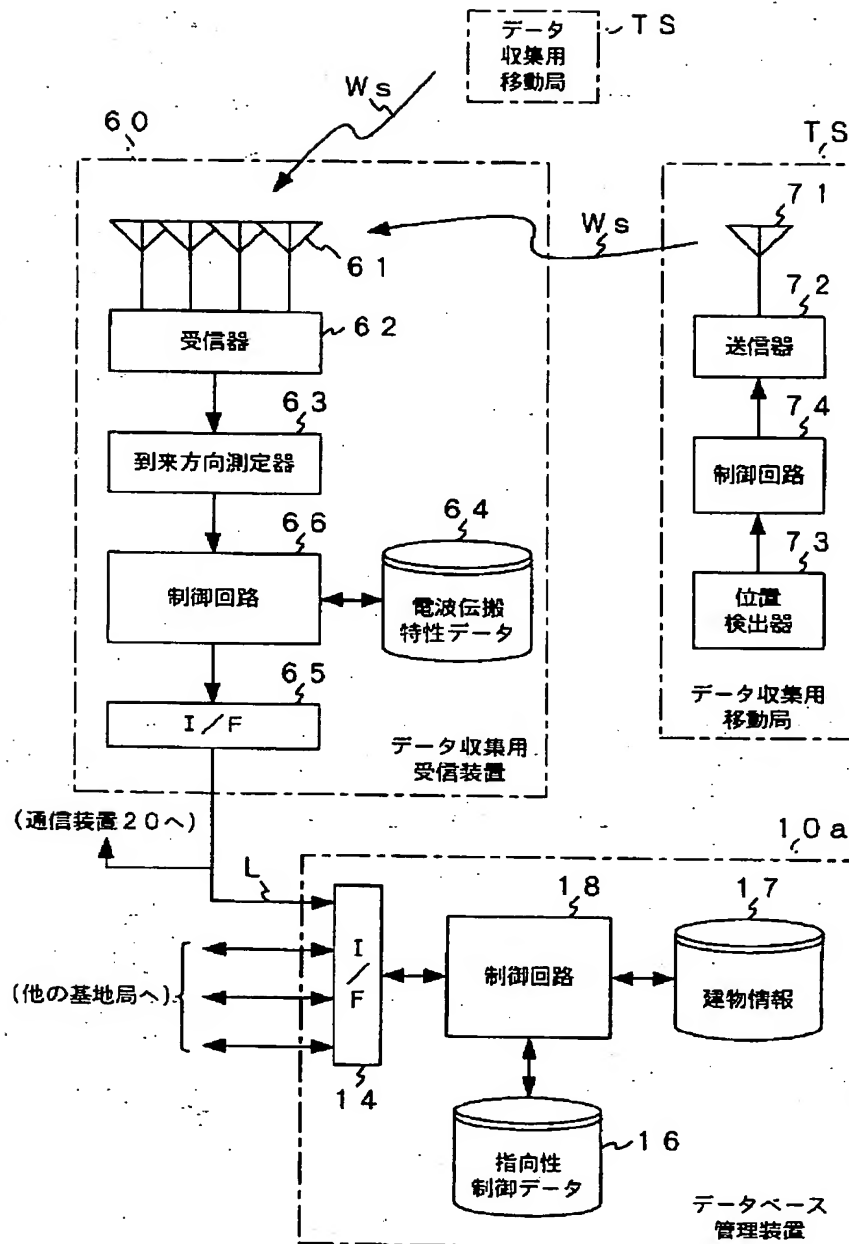 データ
収集用
移動局
TS
Ws
60
TS
71
Ws
61
72
受信器
62
送信器
63
74
到来方向測定器
制御回路
66
64
73
制御回路
電波伝搬
特性データ
位置
検出器
65
I/F
データ収集用
受信装置
データ収集用
移動局
(通信装置20へ)
10a
L
18
17
I/F
制御回路
建物情報
(他の基地局へ)
14
16
指向性
制御データ
データベース
管理装置